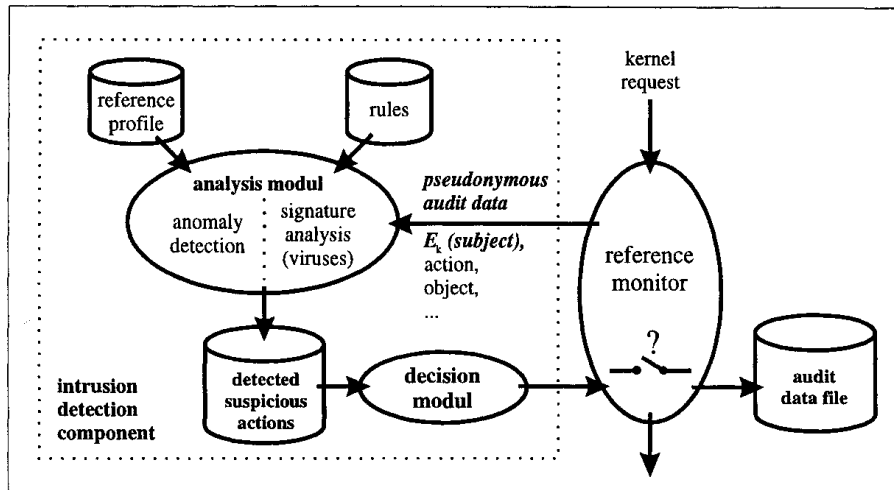 reference
profile
rules
kernel
request
analysis modul
anomaly
detection
signature
analysis
(viruses)
pseudonymous
audit data
E_k (subject),
action,
object,
...
reference
monitor
?
intrusion
detection
component
detected
suspicious
actions
decision
modul
audit
data file